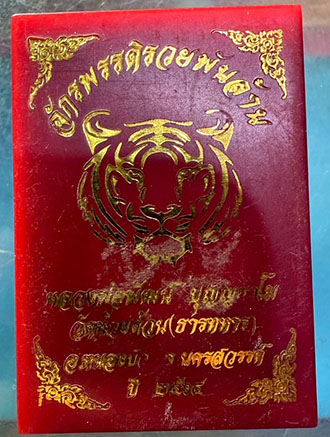 จักรพรรดิรวยพันล้าน
หลวงพ่อพัฒน์ ปุญฺญกาโม
วัดห้วยด้วน(ธารทหาร)
อ.หนองบัว จ.นครสวรรค์
ปี ๒๕๖๔